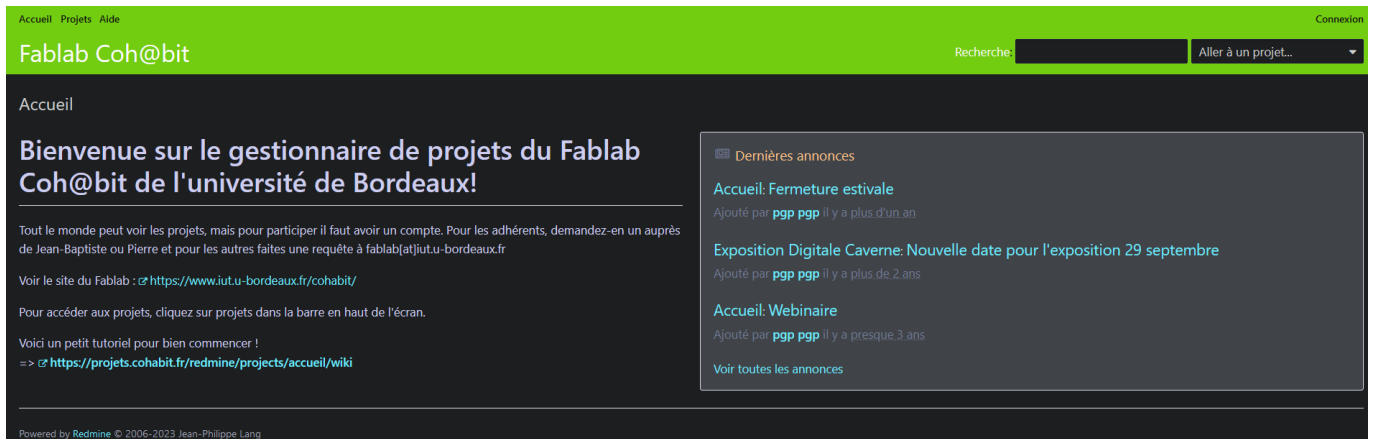 Accueil Projets Aide
Connexion
Fablab Coh@bit
Recherche:
Aller à un projet...
Accueil
Bienvenue sur le gestionnaire de projets du Fablab
Coh@bit de l'université de Bordeaux!
Tout le monde peut voir les projets, mais pour participer il faut avoir un compte. Pour les adhérents, demandez-en un auprès
de Jean-Baptiste ou Pierre et pour les autres faites une requête à fablab[at]iut.u-bordeaux.fr
Voir le site du Fablab : https://www.iut.u-bordeaux.fr/cohabit/
Pour accéder aux projets, cliquez sur projets dans la barre en haut de l'écran.
Voici un petit tutoriel pour bien commencer !
=> https://projets.cohabit.fr/redmine/projects/accueil/wiki
Dernières annonces
Accueil: Fermeture estivale
Ajouté par pgp pgp il y a plus d'un an
Exposition Digitale Caverne: Nouvelle date pour l'exposition 29 septembre
Ajouté par pgp pgp il y a plus de 2 ans
Accueil: Webinaire
Ajouté par pgp pgp il y a presque 3 ans
Voir toutes les annonces
Powered by Redmine © 2006-2023 Jean-Philippe Lang